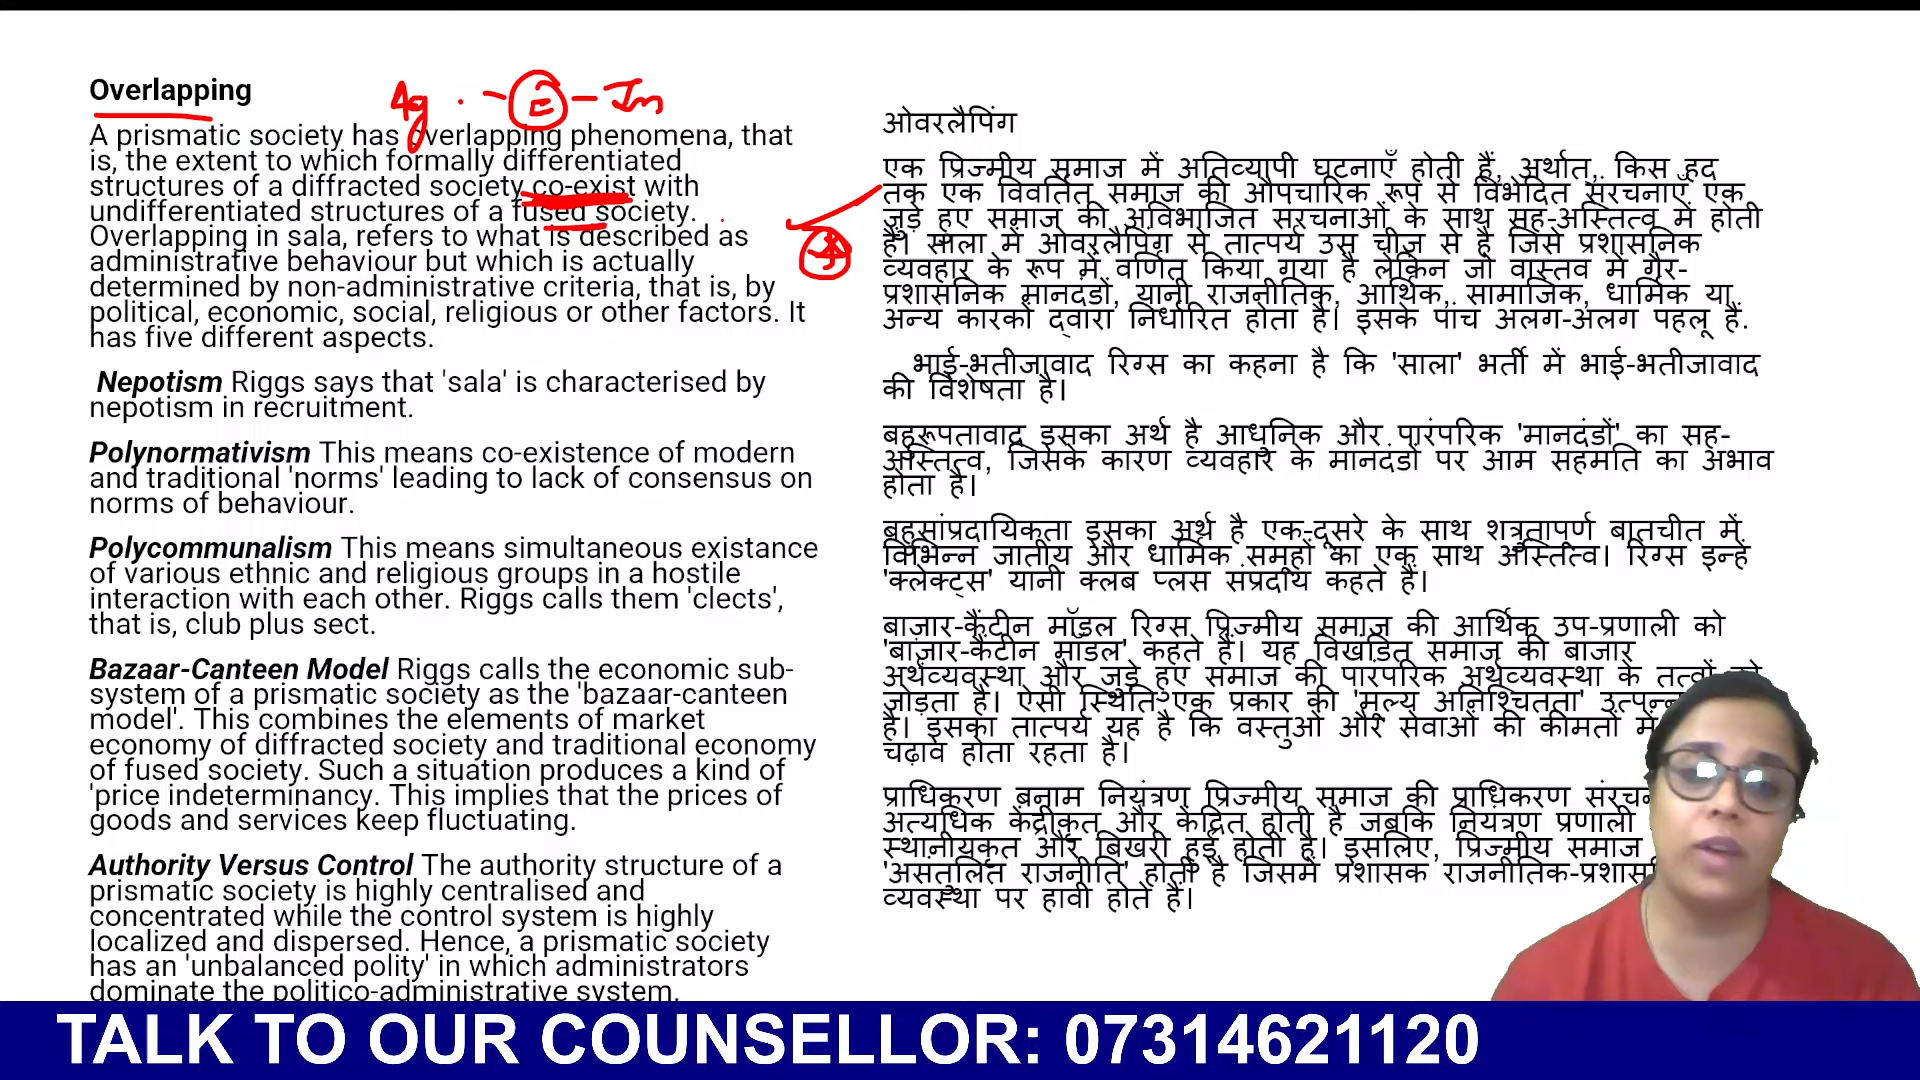 Overlapping
Ag - E - In
A prismatic society has overlapping phenomena, that
is, the extent to which formally differentiated
structures of a diffracted society co-exist with
undifferentiated structures of a fused society.
Overlapping in sala, refers to what is described as
administrative behaviour but which is actually
determined by non-administrative criteria, that is, by
political, economic, social, religious or other factors. It
has five different aspects.
Nepotism Riggs says that 'sala' is characterised by
nepotism in recruitment.
Polynormativism This means co-existence of modern
and traditional 'norms' leading to lack of consensus on
norms of behaviour.
Polycommunalism This means simultaneous existance
of various ethnic and religious groups in a hostile
interaction with each other. Riggs calls them 'clects',
that is, club plus sect.
Bazaar-Canteen Model Riggs calls the economic sub-
system of a prismatic society as the 'bazaar-canteen
model'. This combines the elements of market
economy of diffracted society and traditional economy
of fused society. Such a situation produces a kind of
'price indeterminancy. This implies that the prices of
goods and services keep fluctuating.
Authority Versus Control The authority structure of a
prismatic society is highly centralised and
concentrated while the control system is highly
localized and dispersed. Hence, a prismatic society
has an 'unbalanced polity' in which administrators
dominate the politico-administrative system.
ओवरलैपिंग
एक प्रिज्मीय समाज में अतिव्यापी घटनाएँ होती हैं, अर्थात, किस हद
तक एक विवर्तित समाज की औपचारिक रूप से विभेदित संरचनाएँ एक
जुड़े हुए समाज की अविभाजित संरचनाओं के साथ सह-अस्तित्व में होती
हैं। साला में ओवरलैपिंग से तात्पर्य उस चीज़ से है जिसे प्रशासनिक
व्यवहार के रूप में वर्णित किया गया है लेकिन जो वास्तव में गैर-
प्रशासनिक मानदंडों, यानी राजनीतिक, आर्थिक, सामाजिक, धार्मिक या
अन्य कारकों द्वारा निर्धारित होता है। इसके पांच अलग-अलग पहलू हैं.
भाई-भतीजावाद रिग्स का कहना है कि 'साला' भर्ती में भाई-भतीजावाद
की विशेषता है।
बहुरूपतावाद इसका अर्थ है आधुनिक और पारंपरिक 'मानदंडों' का सह-
अस्तित्व, जिसके कारण व्यवहार के मानदंडों पर आम सहमति का अभाव
होता है।
बहुसांप्रदायिकता इसका अर्थ है एक-दूसरे के साथ शत्रुतापूर्ण बातचीत में
विभिन्न जातीय और धार्मिक समूहों का एक साथ अस्तित्व। रिग्स इन्हें
'क्लेक्ट्स' यानी क्लब प्लस संप्रदाय कहते हैं।
बाज़ार-कैंटीन मॉडल रिग्स प्रिज्मीय समाज की आर्थिक उप-प्रणाली को
'बाज़ार-कैंटीन मॉडल' कहते हैं। यह विखंडित समाज की बाजार
अर्थव्यवस्था और जुड़े हुए समाज की पारंपरिक अर्थव्यवस्था के तत्वों को
जोड़ता है। ऐसी स्थिति एक प्रकार की 'मूल्य अनिश्चितता' उत्पन्न
है। इसका तात्पर्य यह है कि वस्तुओं और सेवाओं की कीमतों में
चढ़ाव होता रहता है।
प्राधिकरण बनाम नियंत्रण प्रिज्मीय समाज की प्राधिकरण
अत्यधिक केंद्रीकृत और केंद्रित होती है जबकि नियंत्रण प्रणाली
स्थानीयकृत और बिखरी हुई होती है। इसलिए, प्रिज्मीय समाज
'असंतुलित राजनीति' होती है जिसमें प्रशासक
व्यवस्था पर हावी होते हैं।
TALK TO OUR COUNSELLOR: 07314621120